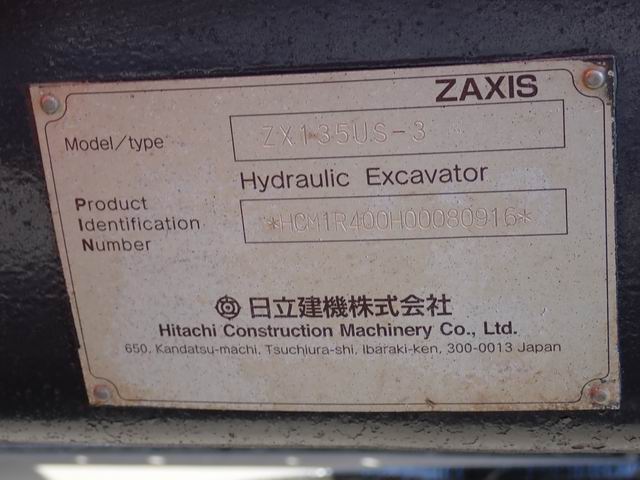 ZAXIS
Model/type ZX135US-3
Hydraulic Excavator
Product
Identification *HCM1R400H00080916*
Number
日立建機株式会社
Hitachi Construction Machinery Co., Ltd.
650, Kandatsu-machi, Tsuchiura-shi, Ibaraki-ken, 300-0013 Japan